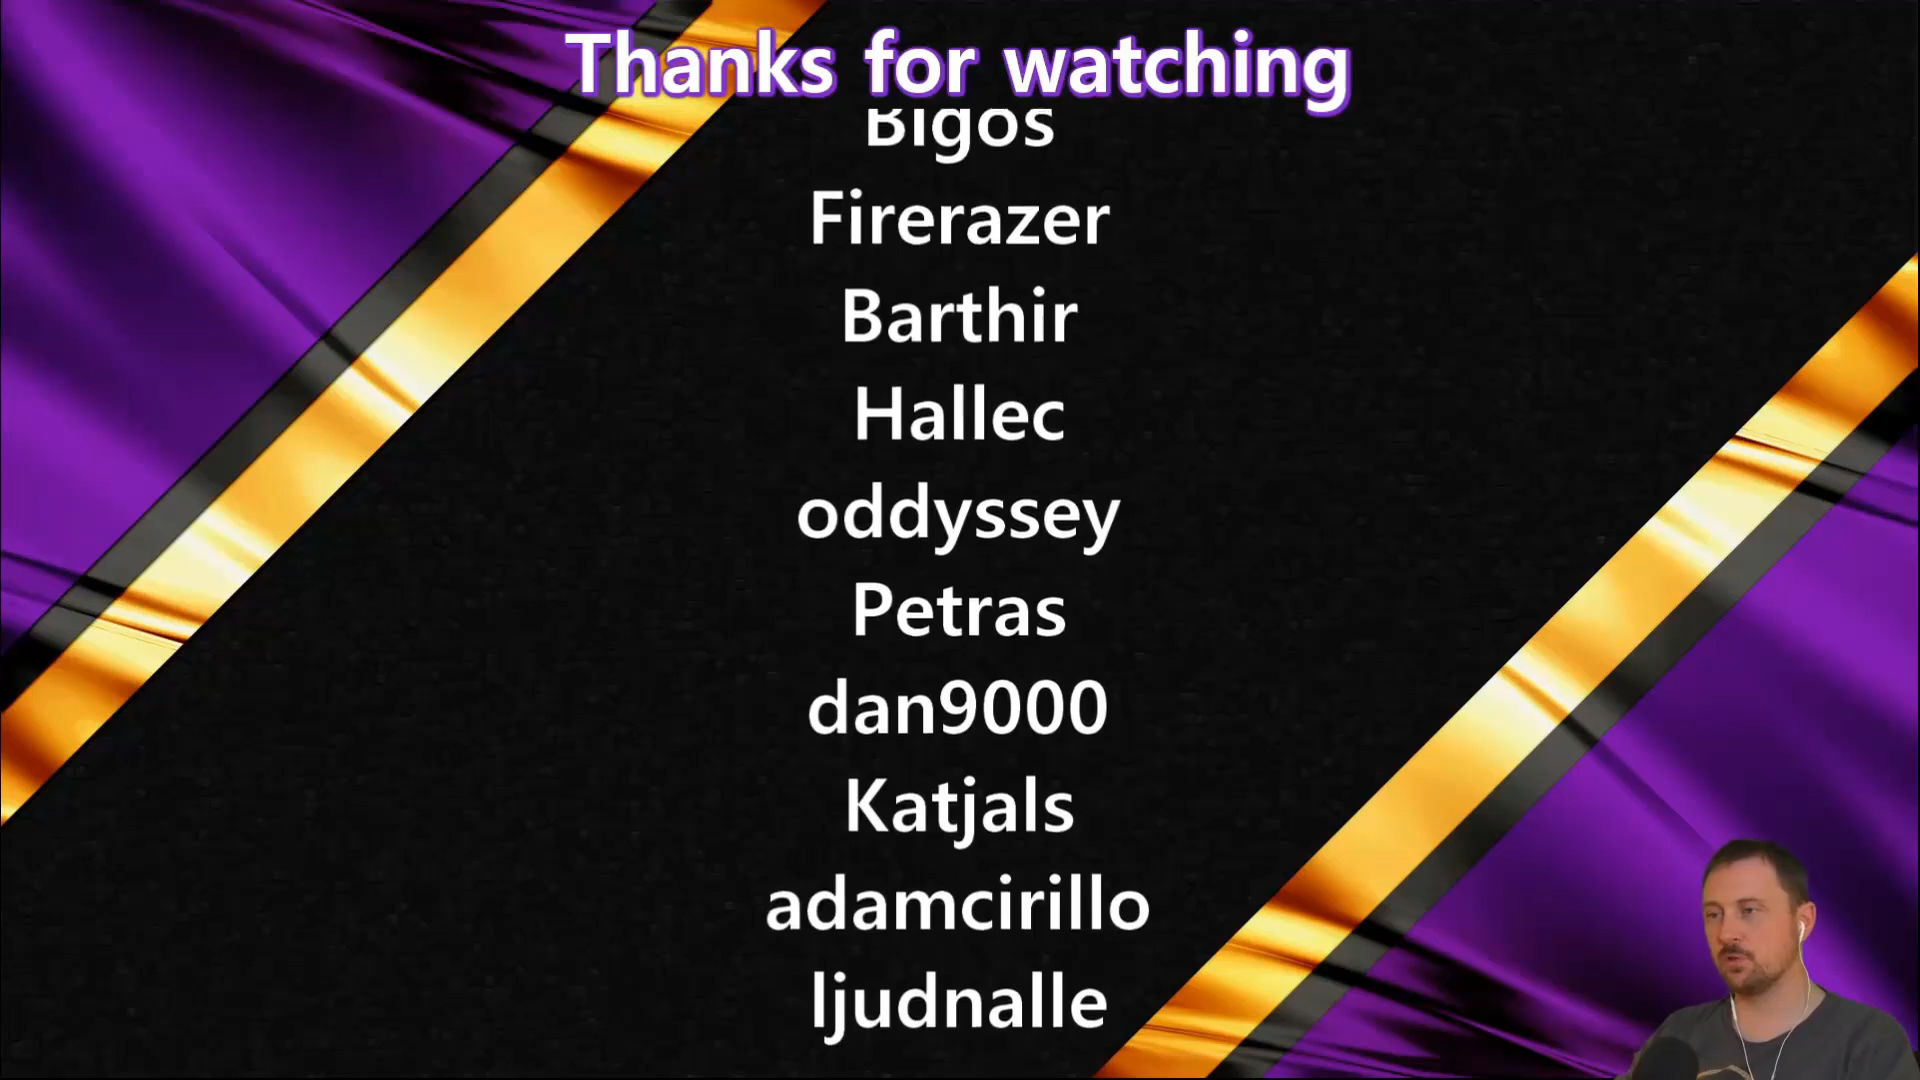 Thanks for watching
Bigos
Firerazer
Barthir
Hallec
oddyssey
Petras
dan9000
Katjals
adamcirillo
ljudnalle